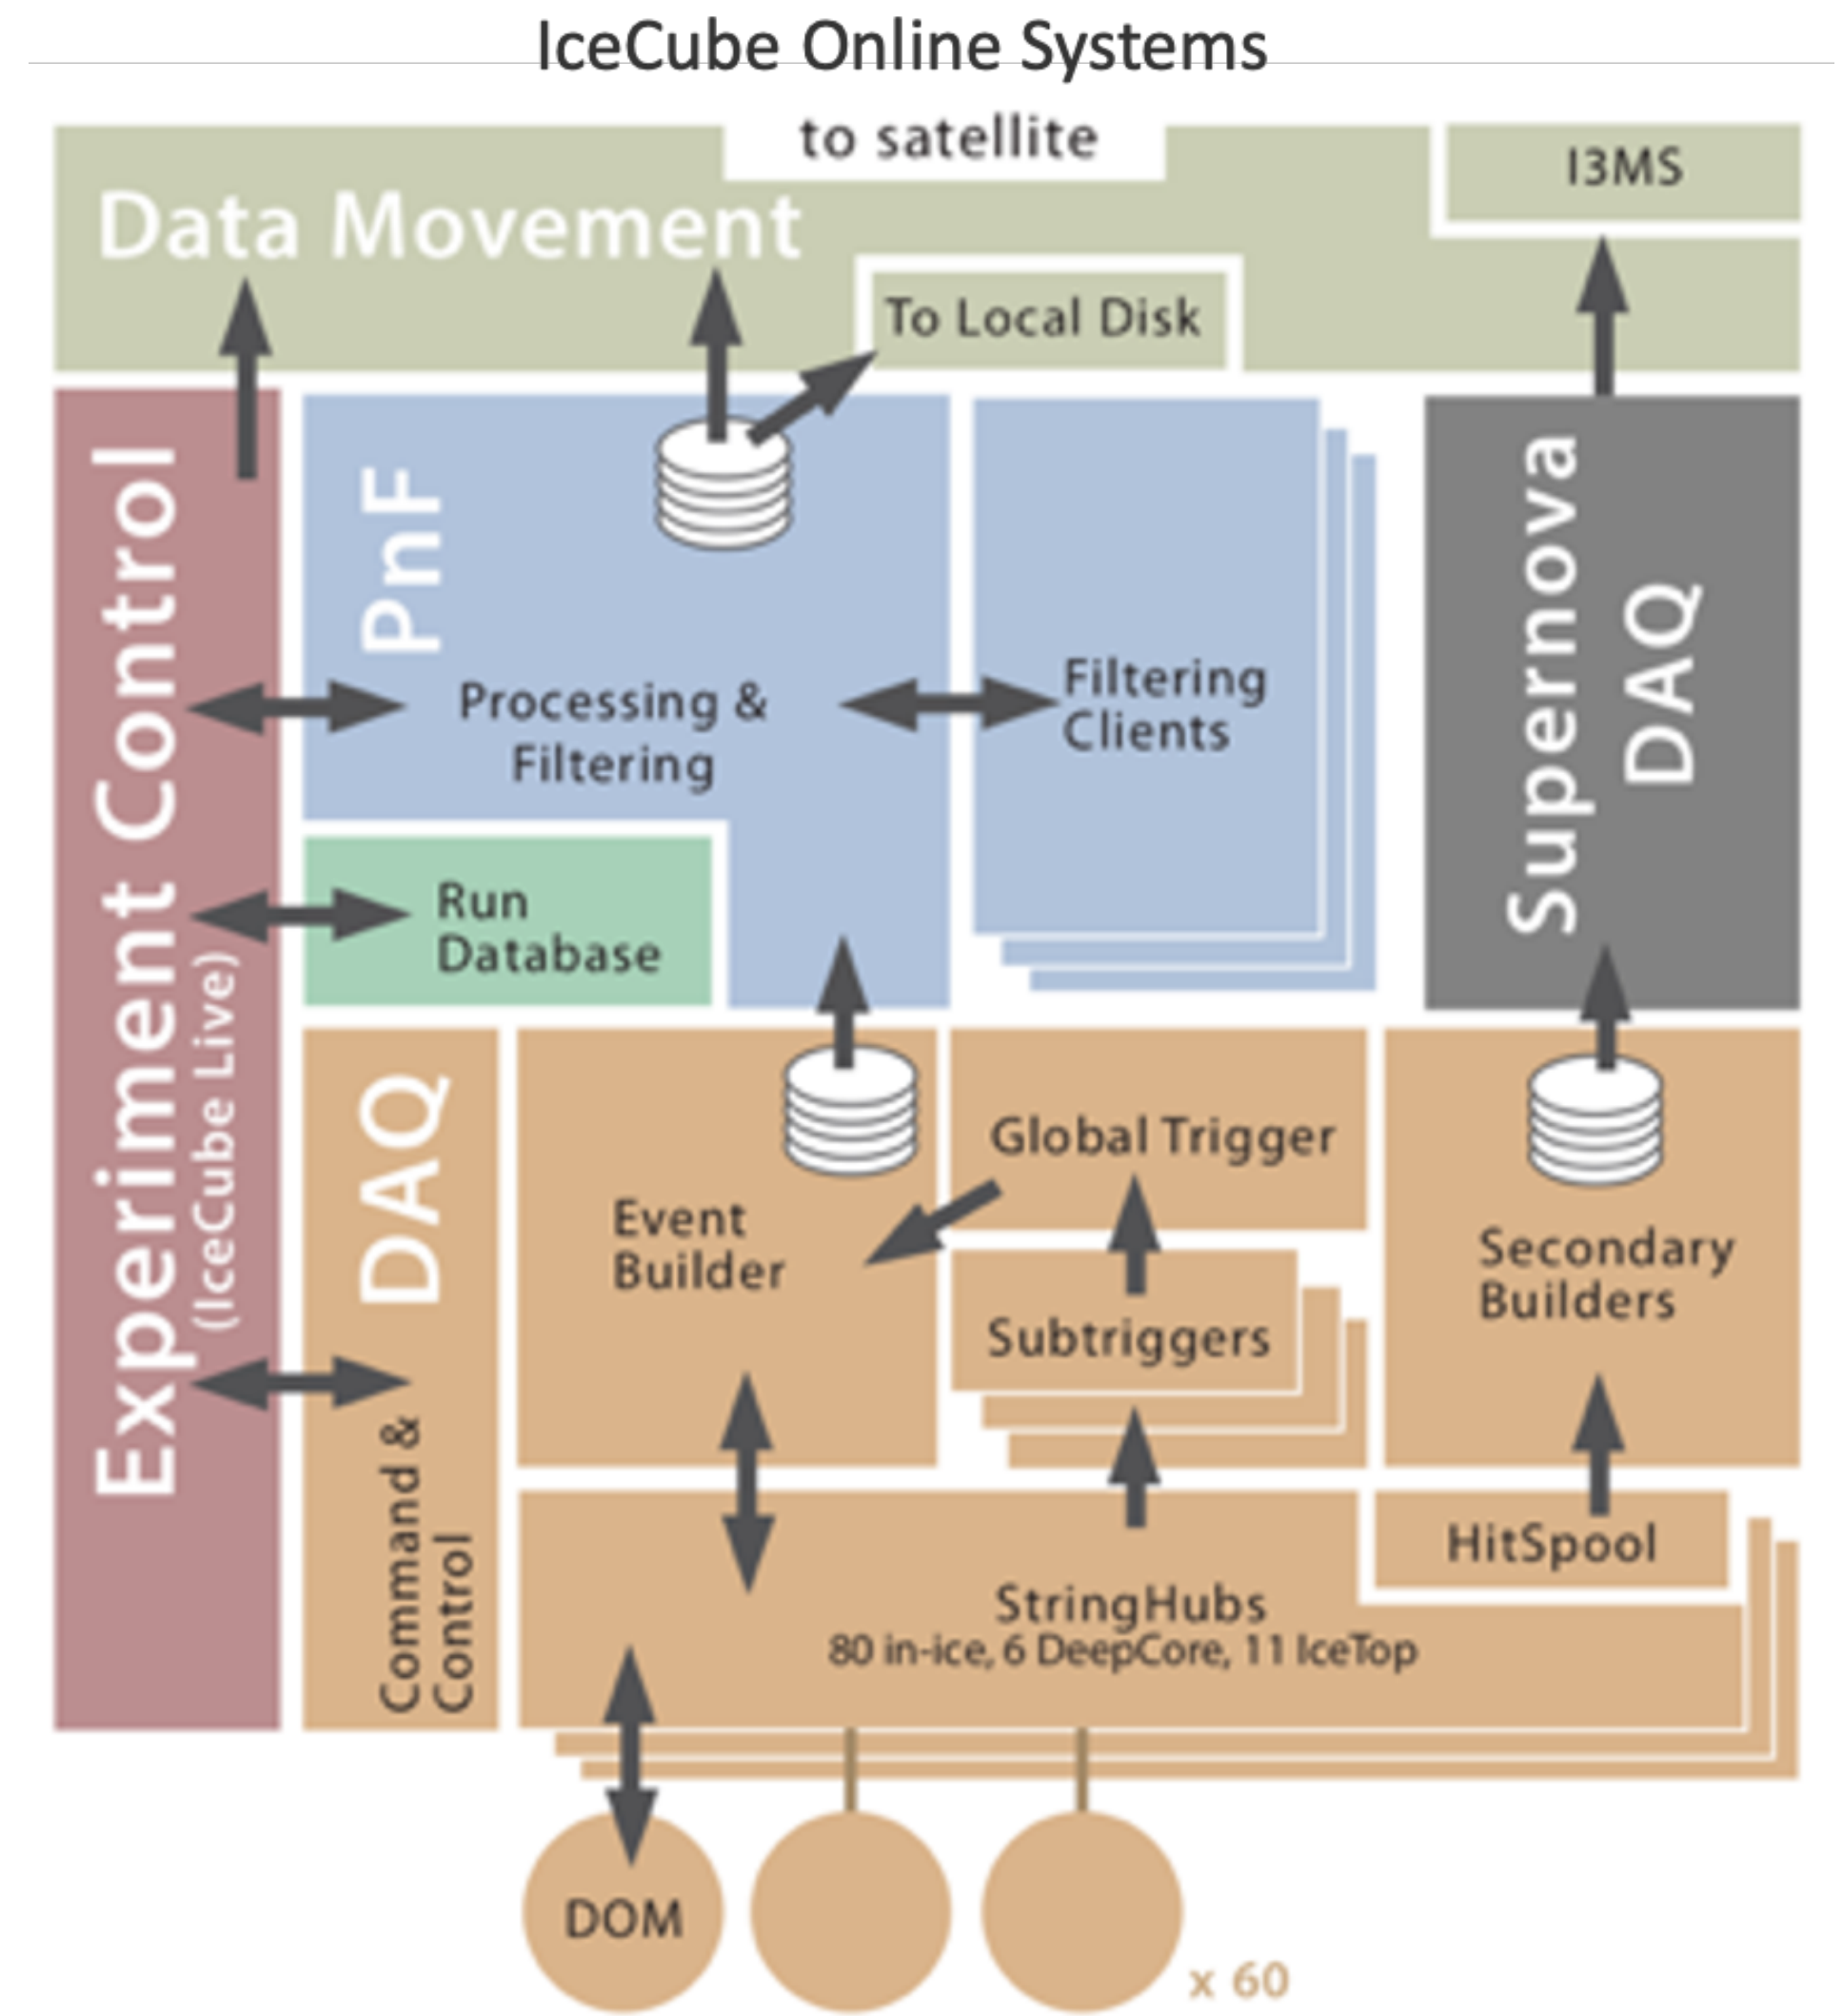 IceCube Online Systems
to satellite
I3MS
Data Movement
To Local Disk
Experiment Control
(IceCube Live)
PnF
Processing &
Filtering
Filtering
Clients
Supernova
DAQ
Run
Database
DAQ
Command &
Control
Event
Builder
Global Trigger
Subtriggers
Secondary
Builders
HitSpool
StringHubs
80 in-ice, 6 DeepCore, 11 IceTop
DOM
x 60